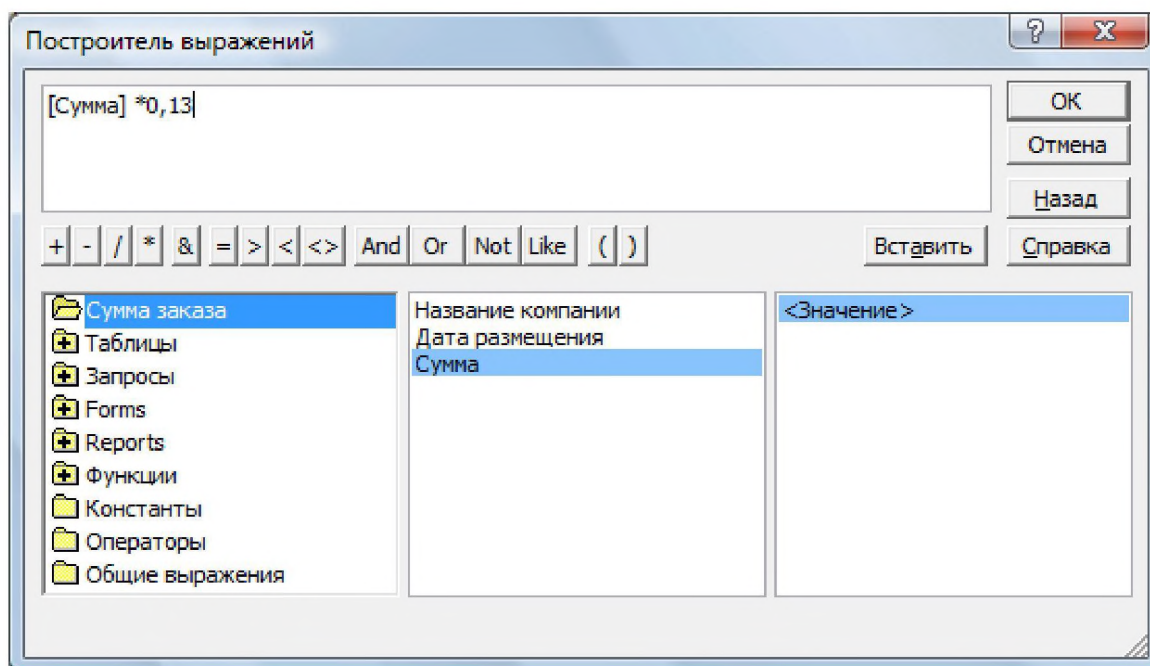 Построитель выражений
?
[Сумма] *0,13
OK
Отмена
Назад
+ - / * & = > < <> And Or Not Like ( ) Вставить Справка
Сумма заказа
Таблицы
Запросы
Forms
Reports
Функции
Константы
Операторы
Общие выражения
Название компании
Дата размещения
Сумма
<Значение>